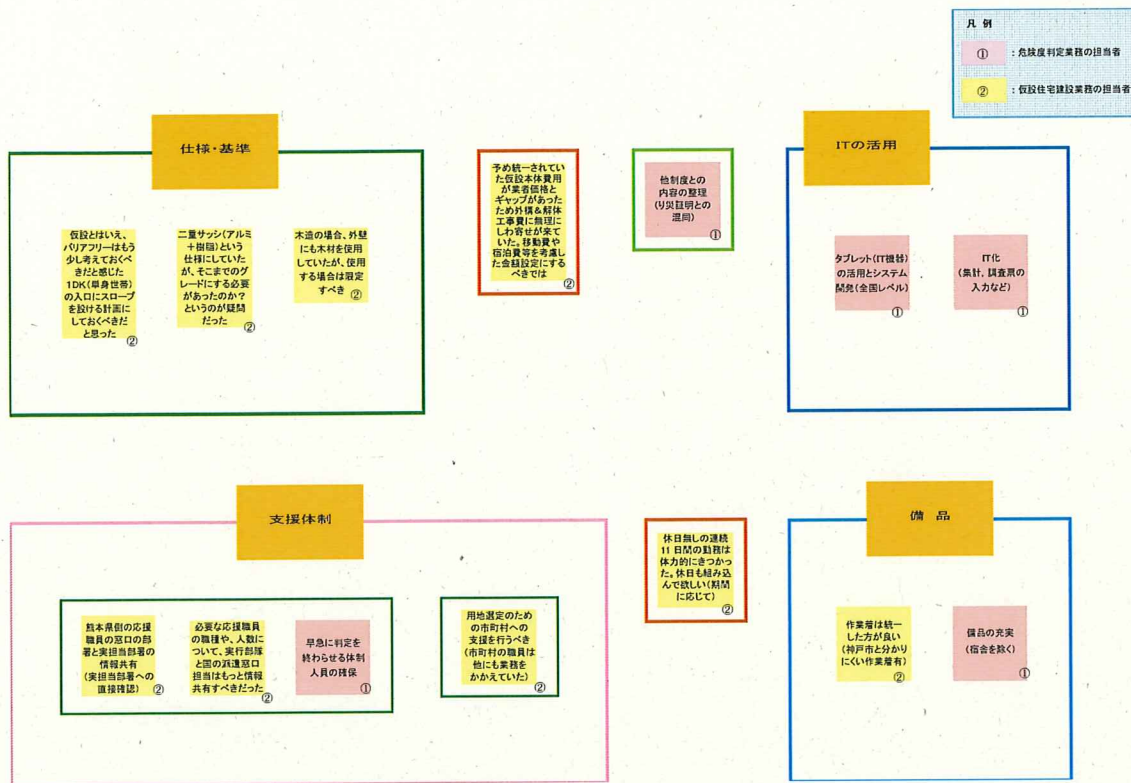 凡 例
①
：危険度判定業務の担当者
②
：仮設住宅建設業務の担当者
仕様・基準
仮設とはいえ、
バリアフリーはもう
少し考えておくべ
きだと感じた
1DK(単身世帯)
の入口にスロープ
を設ける計画に
しておくべきだ
と思った
②
二重サッシ(アルミ
＋樹脂)という
仕様にしていた
が、そこまでのグ
レードにする必要
があったのか？
というのが疑問
だった
②
木造の場合、外壁
にも木材を使用
していたが、使用
する場合は限定
すべき
②
予め統一されてい
た仮設本体費用
が業者価格と
ギャップがあった
ため外構&解体
工事費に無理に
しわ寄せが来て
いた。移動費や
宿泊費等を考慮し
た金額設定にする
べきでは
②
他制度との
内容の整理
(り災証明との
混同)
①
ITの活用
タブレット(IT機器)
の活用とシステム
開発(全国レベル)
①
IT化
(集計，調査票の
入力など)
①
支援体制
熊本県側の応援
職員の窓口の部
署と実担当部署の
情報共有
(実担当部署への
直接確認)
②
必要な応援職員
の職種や、人数に
ついて、実行部隊
と国の派遣窓口
担当はもっと情報
共有すべきだった
②
早急に判定を
終わらせる体制
人員の確保
①
用地選定のため
の市町村への
支援を行うべき
(市町村の職員は
他にも業務を
かかえていた)
②
休日無しの連続
11日間の勤務は
体力的にきつかっ
た。休日も組み込
んで欲しい(期間
に応じて)
②
備 品
作業着は統一
した方が良い
(神戸市と分かり
にくい作業着有)
②
備品の充実
(宿舎を除く)
①